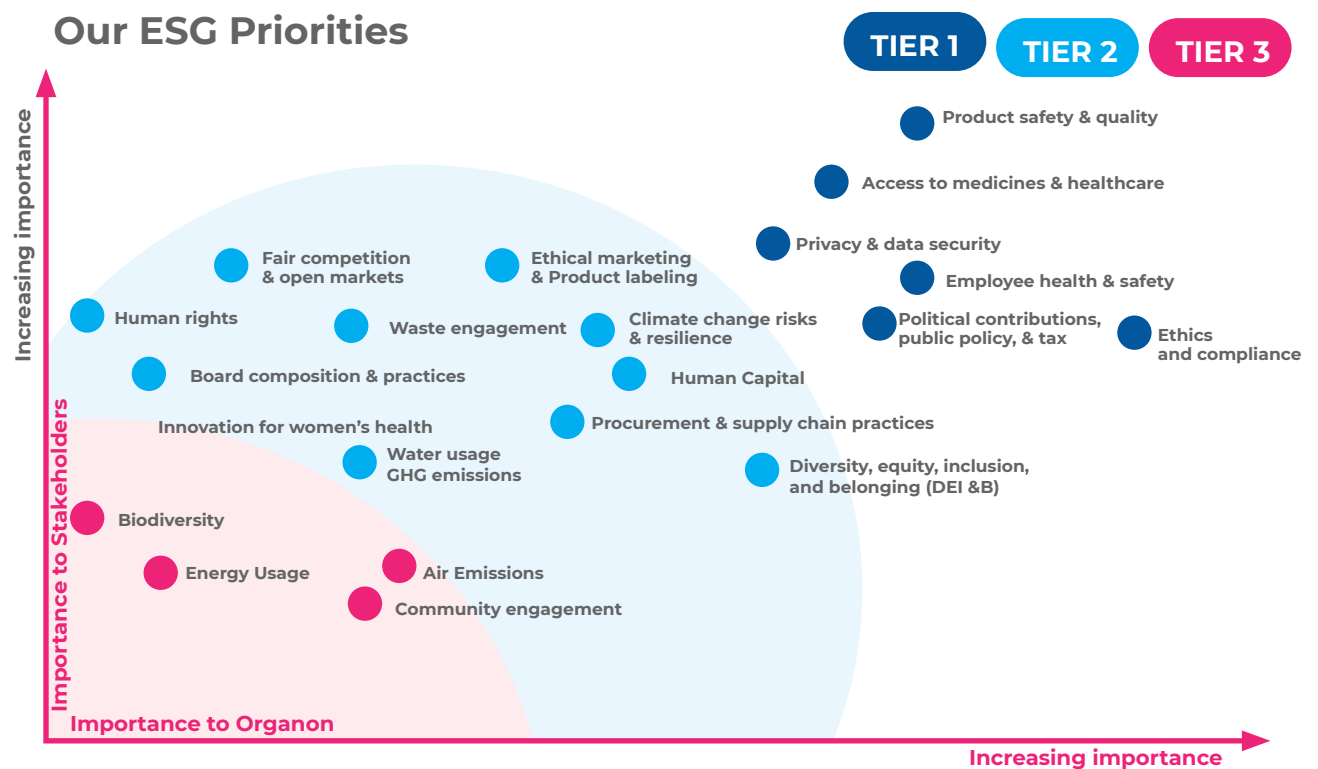 Our ESG Priorities
TIER 1
TIER 2
TIER 3
Increasing importance
Importance to Stakeholders
Product safety & quality
Access to medicines & healthcare
Privacy & data security
Employee health & safety
Political contributions,
public policy, & tax
Ethics
and compliance
Fair competition
& open markets
Ethical marketing
& Product labeling
Human rights
Waste engagement
Climate change risks
& resilience
Board composition & practices
Human Capital
Innovation for women’s health
Procurement & supply chain practices
Water usage
GHG emissions
Diversity, equity, inclusion,
and belonging (DEI &B)
Biodiversity
Energy Usage
Air Emissions
Community engagement
Importance to Organon
Increasing importance